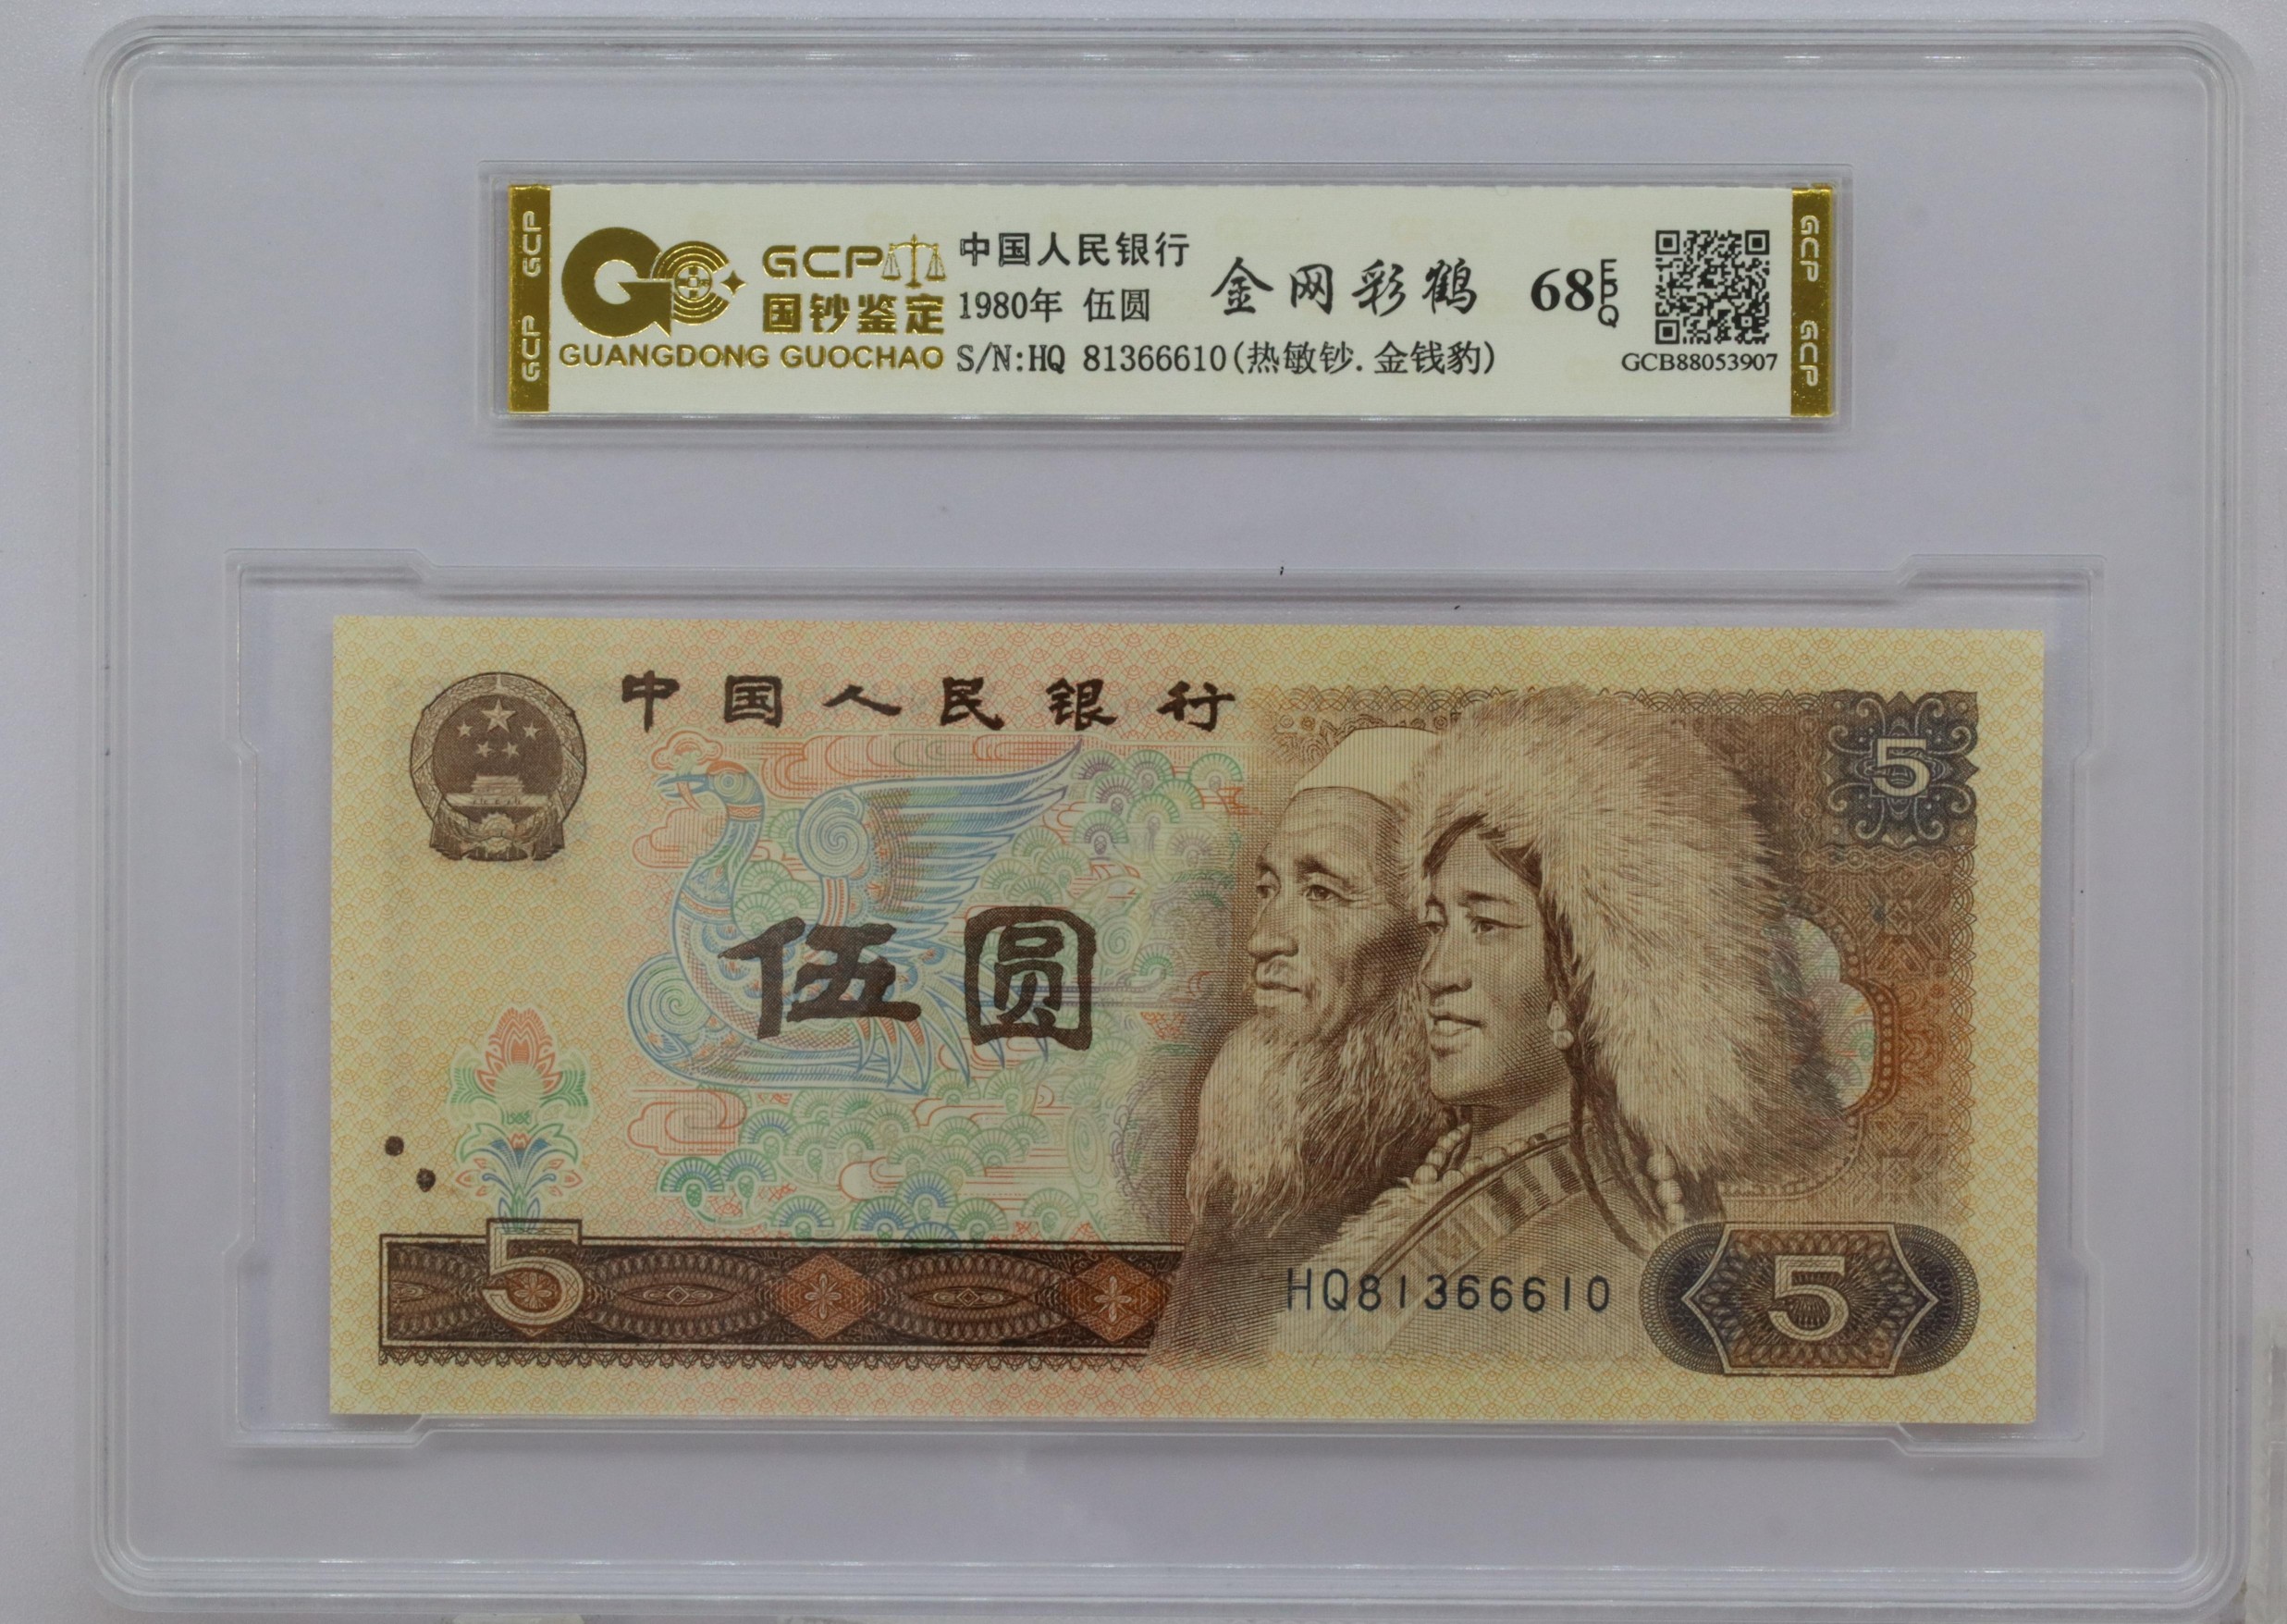 GCP GCP
GCP
国钞鉴定
GUANGDONG GUOCHAO
中国人民银行
1980年 伍圆
S/N:HQ 81366610(热敏钞.金钱豹)
金网彩鹤
68 EPQ
GCB88053907
GCP GCP
中国人民银行
5
伍圆
5
HQ81366610
5